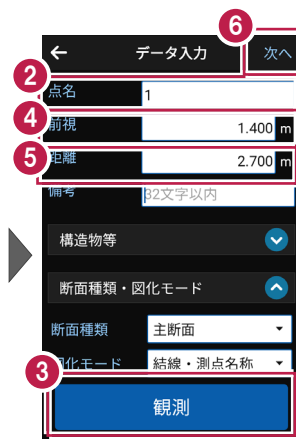 6
← データ入力 次へ
2
点名 1
4
前視 1.400 m
5
距離 2.700 m
備考 32文字以内
構造物等
断面種類・図化モード
断面種類 主断面
図化モード 結線・測点名称
3
観測